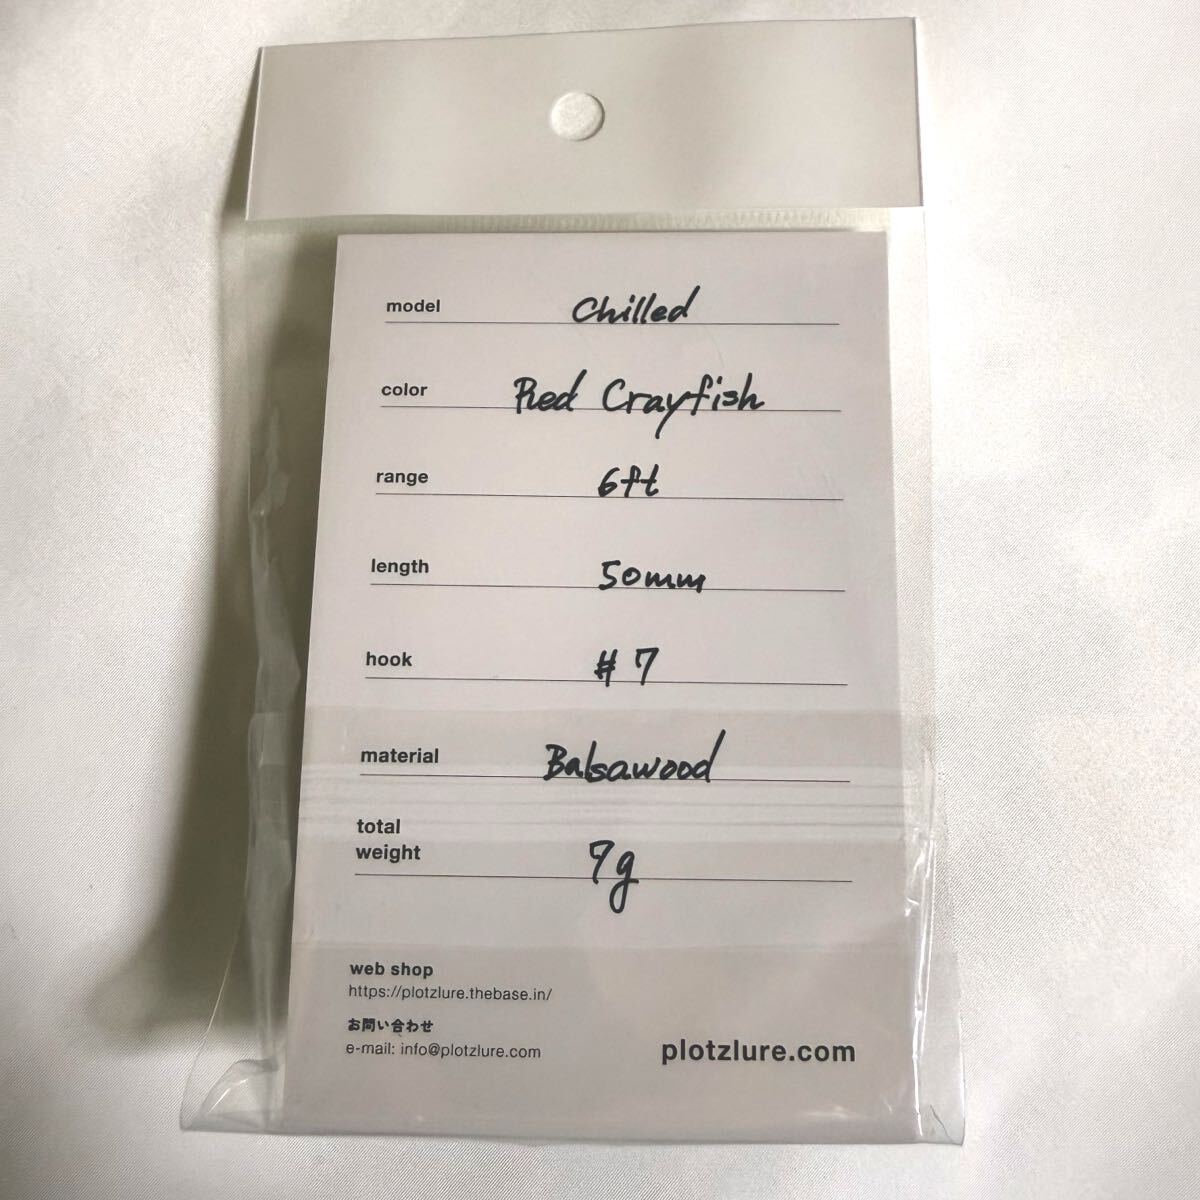 model Chilled
color Red Crayfish
range 6ft
length 50mm
hook #7
material Balsawood
total
weight 7g
web shop
https://plotzlure.thebase.in/
お問い合わせ
e-mail: info@plotzlure.com
plotzlure.com